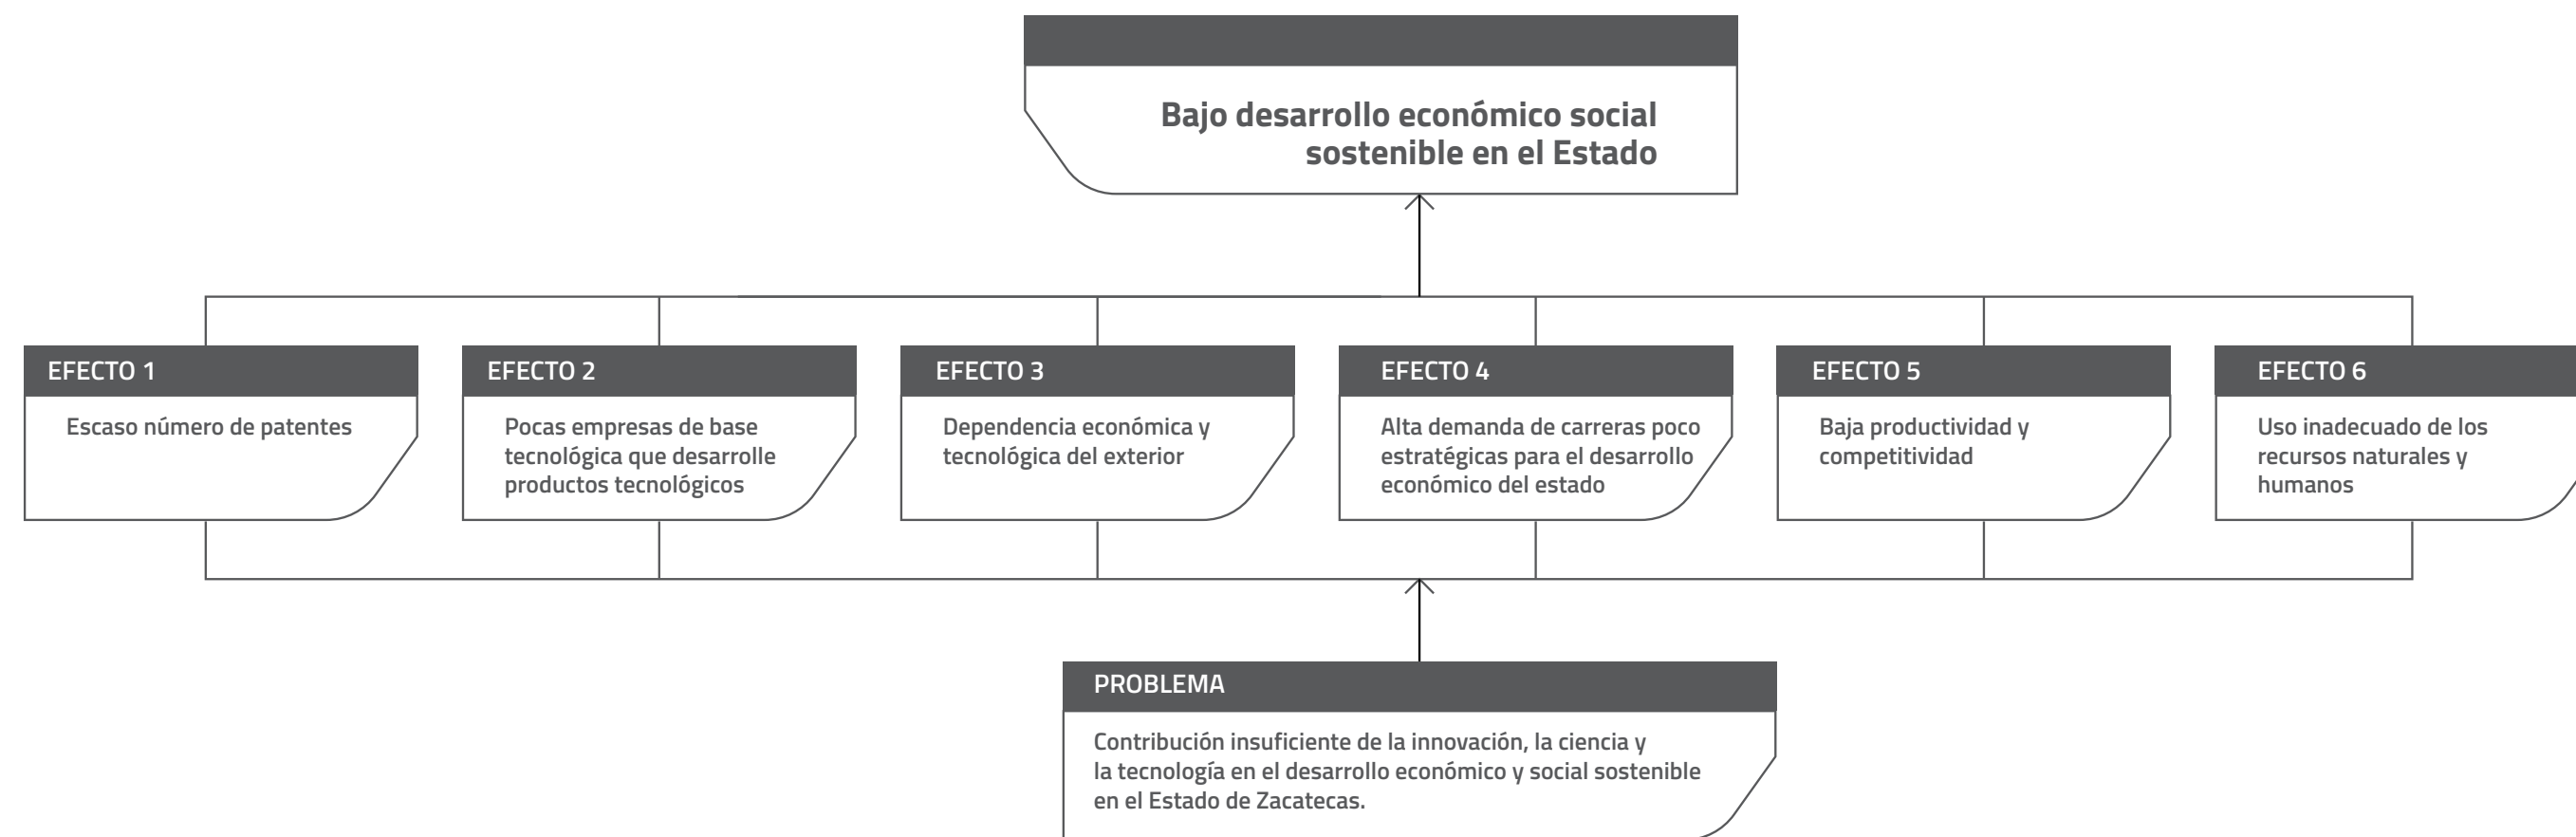 Bajo desarrollo económico social
sostenible en el Estado
EFECTO 1
Escaso número de patentes
EFECTO 2
Pocas empresas de base
tecnológica que desarrolle
productos tecnológicos
EFECTO 3
Dependencia económica y
tecnológica del exterior
EFECTO 4
Alta demanda de carreras poco
estratégicas para el desarrollo
económico del estado
EFECTO 5
Baja productividad y
competitividad
EFECTO 6
Uso inadecuado de los
recursos naturales y
humanos
PROBLEMA
Contribución insuficiente de la innovación, la ciencia y
la tecnología en el desarrollo económico y social sostenible
en el Estado de Zacatecas.